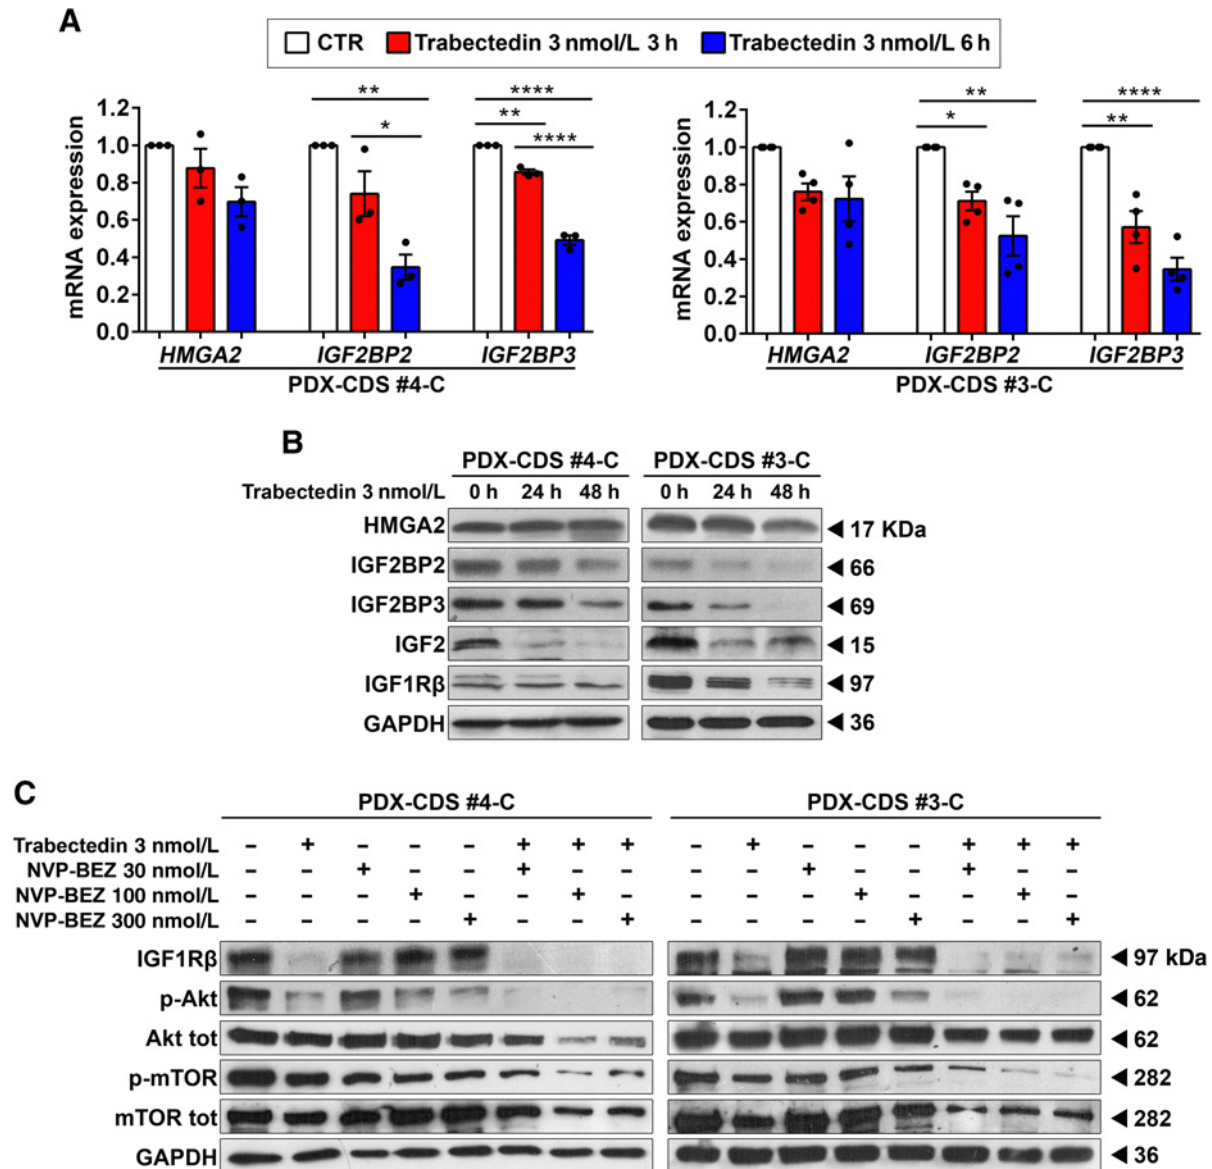 A
CTR Trabectedin 3 nmol/L 3 h Trabectedin 3 nmol/L 6 h
mRNA expression
1.2
1.0
0.8
0.6
0.4
0.2
0.0
** * **** ** ****
HMGA2 IGF2BP2 IGF2BP3
PDX-CDS #4-C
mRNA expression
1.2
1.0
0.8
0.6
0.4
0.2
0.0
** * **** **
HMGA2 IGF2BP2 IGF2BP3
PDX-CDS #3-C
B
PDX-CDS #4-C PDX-CDS #3-C
Trabectedin 3 nmol/L 0 h 24 h 48 h 0 h 24 h 48 h
HMGA2 17 KDa
IGF2BP2 66
IGF2BP3 69
IGF2 15
IGF1Rβ 97
GAPDH 36
C
PDX-CDS #4-C PDX-CDS #3-C
Trabectedin 3 nmol/L – + – – – + + + – + – – – + + +
NVP-BEZ 30 nmol/L – – + – – + – – – – + – – + – –
NVP-BEZ 100 nmol/L – – – + – – + – – – – + – – + –
NVP-BEZ 300 nmol/L – – – – + – – + – – – – + – – +
IGF1Rβ 97 kDa
p-Akt 62
Akt tot 62
p-mTOR 282
mTOR tot 282
GAPDH 36